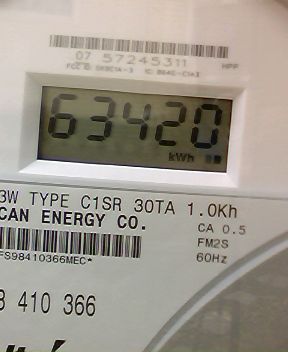 07 57245311
HPP
63420
kWh
3W TYPE C1SR 30TA 1.0Kh
CAN ENERGY CO.
CA 0.5
FM2S
60Hz
FS98410366MEC*
410 366